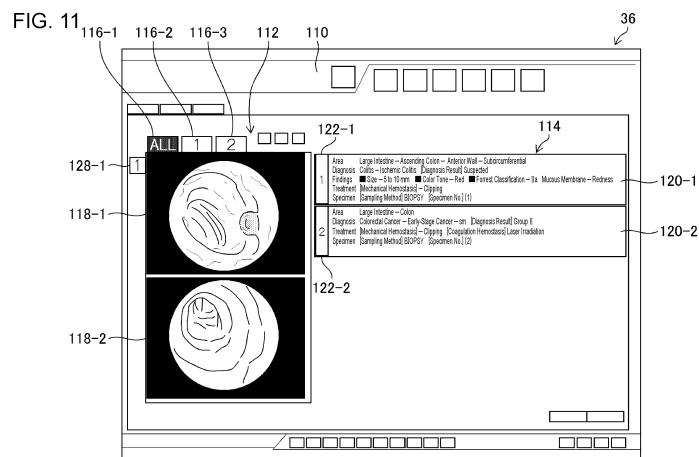 FIG. 11
116-1 116-2 116-3 112 110 36
ALL 1 2
122-1
114
128-1
1
118-1
118-2
1
Area Large Intestine – Ascending Colon – Anterior Wall – Subcircumferential
Diagnosis Colitis – Ischemic Colitis [Diagnosis Result] Suspected
Findings ■ Size – 5 to 10 mm ■ Color Tone – Red ■ Forrest Classification – IIa Mucous Membrane – Redness
Treatment [Mechanical Hemostasis] – Clipping
Specimen [Sampling Method] BIOPSY [Specimen No.] (1)
120-1
2
Area Large Intestine – Colon
Diagnosis Colorectal Cancer – Early-Stage Cancer – sm [Diagnosis Result] Group II
Treatment [Mechanical Hemostasis] – Clipping [Coagulation Hemostasis] Laser Irradiation
Specimen [Sampling Method] BIOPSY [Specimen No.] (2)
120-2
122-2